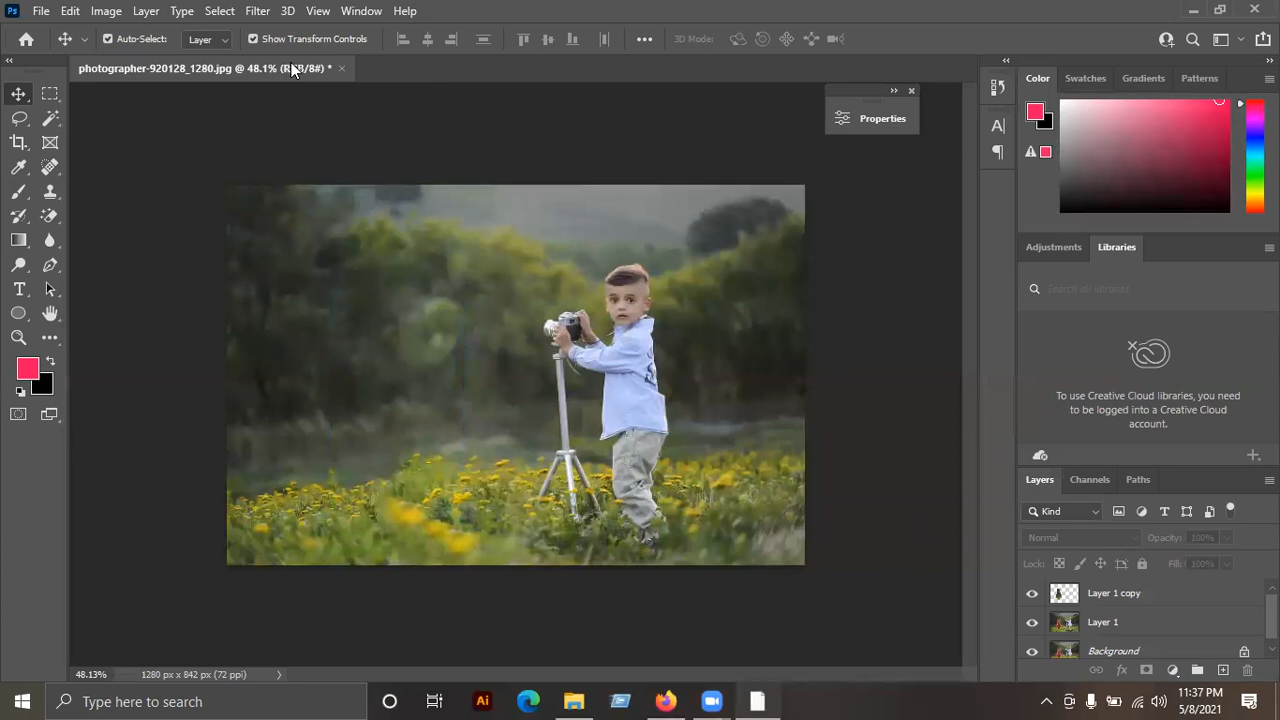 Ps File Edit Image Layer Type Select Filter 3D View Window Help
Auto-Select: Layer Show Transform Controls 3D Mode:
photographer-920128_1280.jpg @ 48.1% (RGB/8#) *
Properties
Color Swatches Gradients Patterns
Adjustments Libraries
Search all libraries
To use Creative Cloud libraries, you
need to be logged into a Creative Cloud
account.
Layers Channels Paths
Kind
Normal Opacity: 100%
Lock: Fill: 100%
Layer 1 copy
Layer 1
Background
48.13% 1280 px x 842 px (72 ppi)
Type here to search
Ai
11:37 PM
5/8/2021